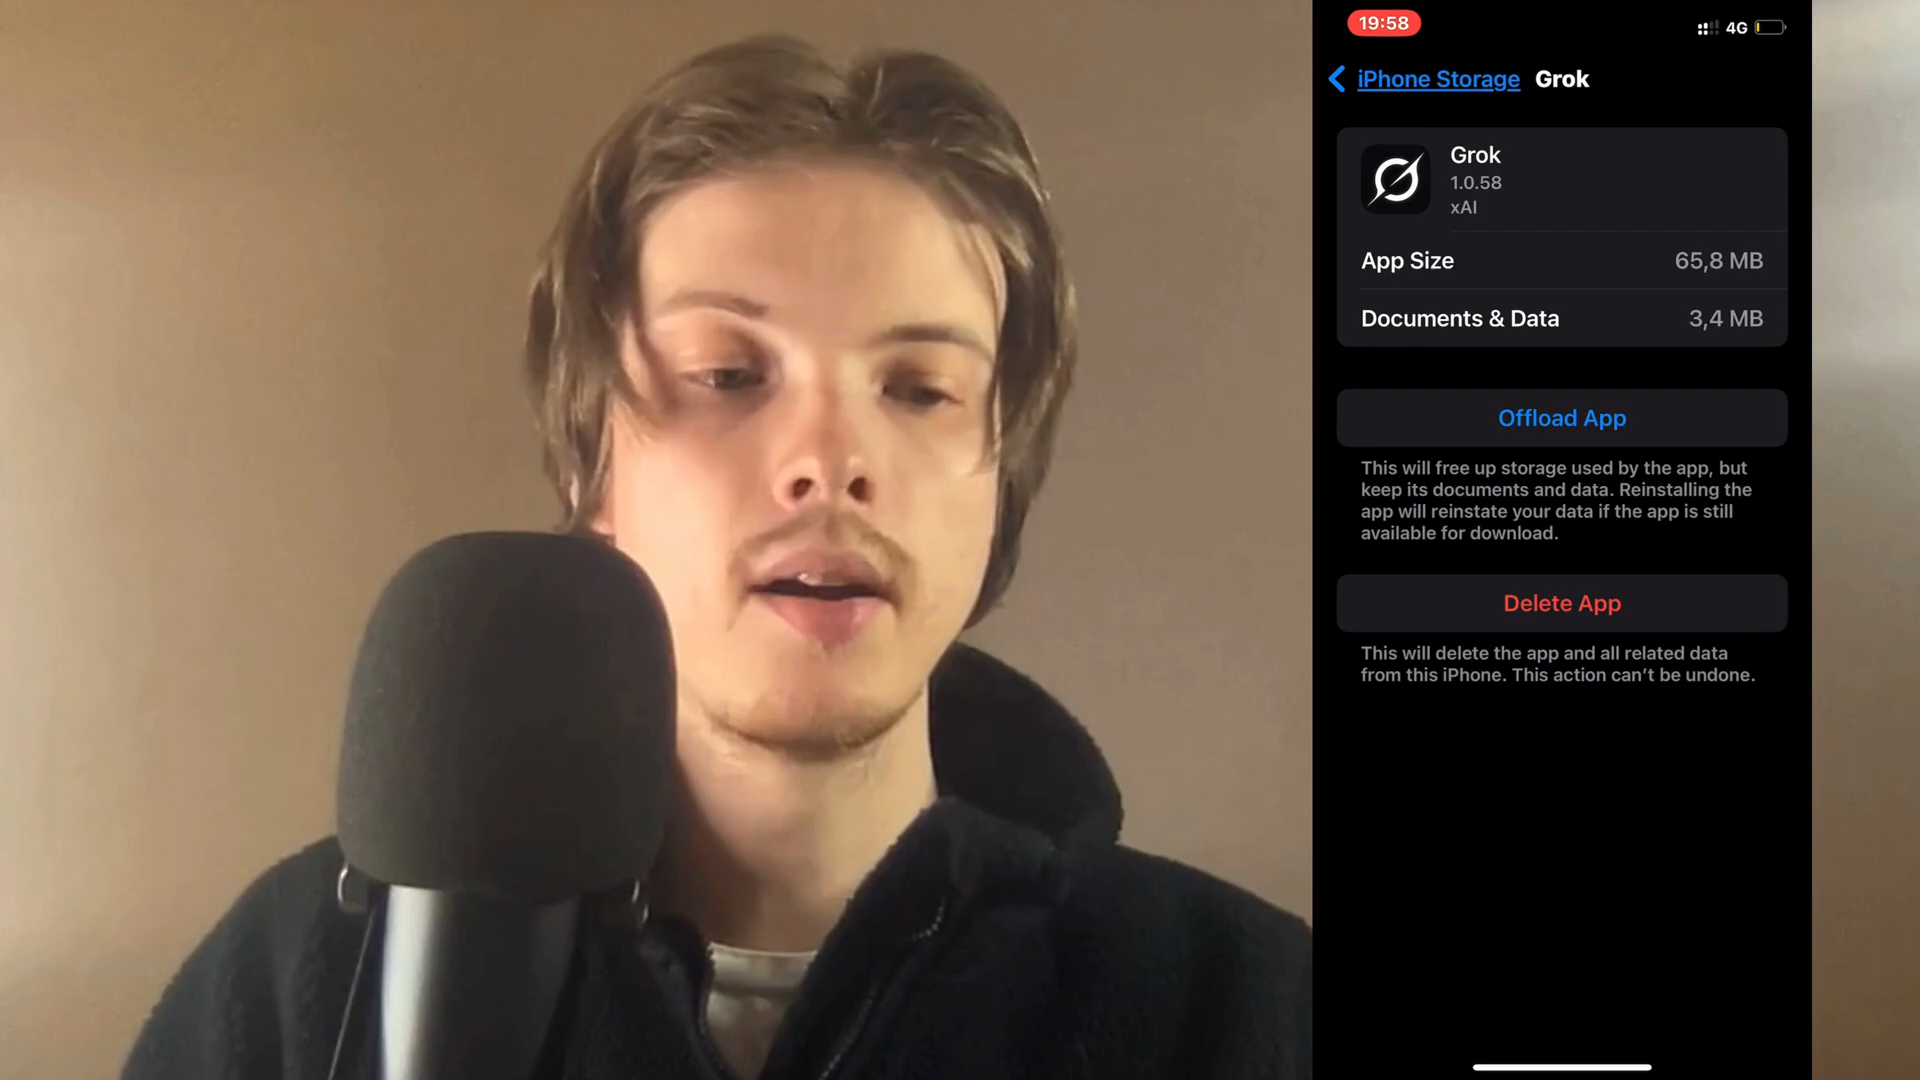 19:58
4G
iPhone Storage Grok
Grok
1.0.58
xAI
App Size 65,8 MB
Documents & Data 3,4 MB
Offload App
This will free up storage used by the app, but
keep its documents and data. Reinstalling the
app will reinstate your data if the app is still
available for download.
Delete App
This will delete the app and all related data
from this iPhone. This action can’t be undone.